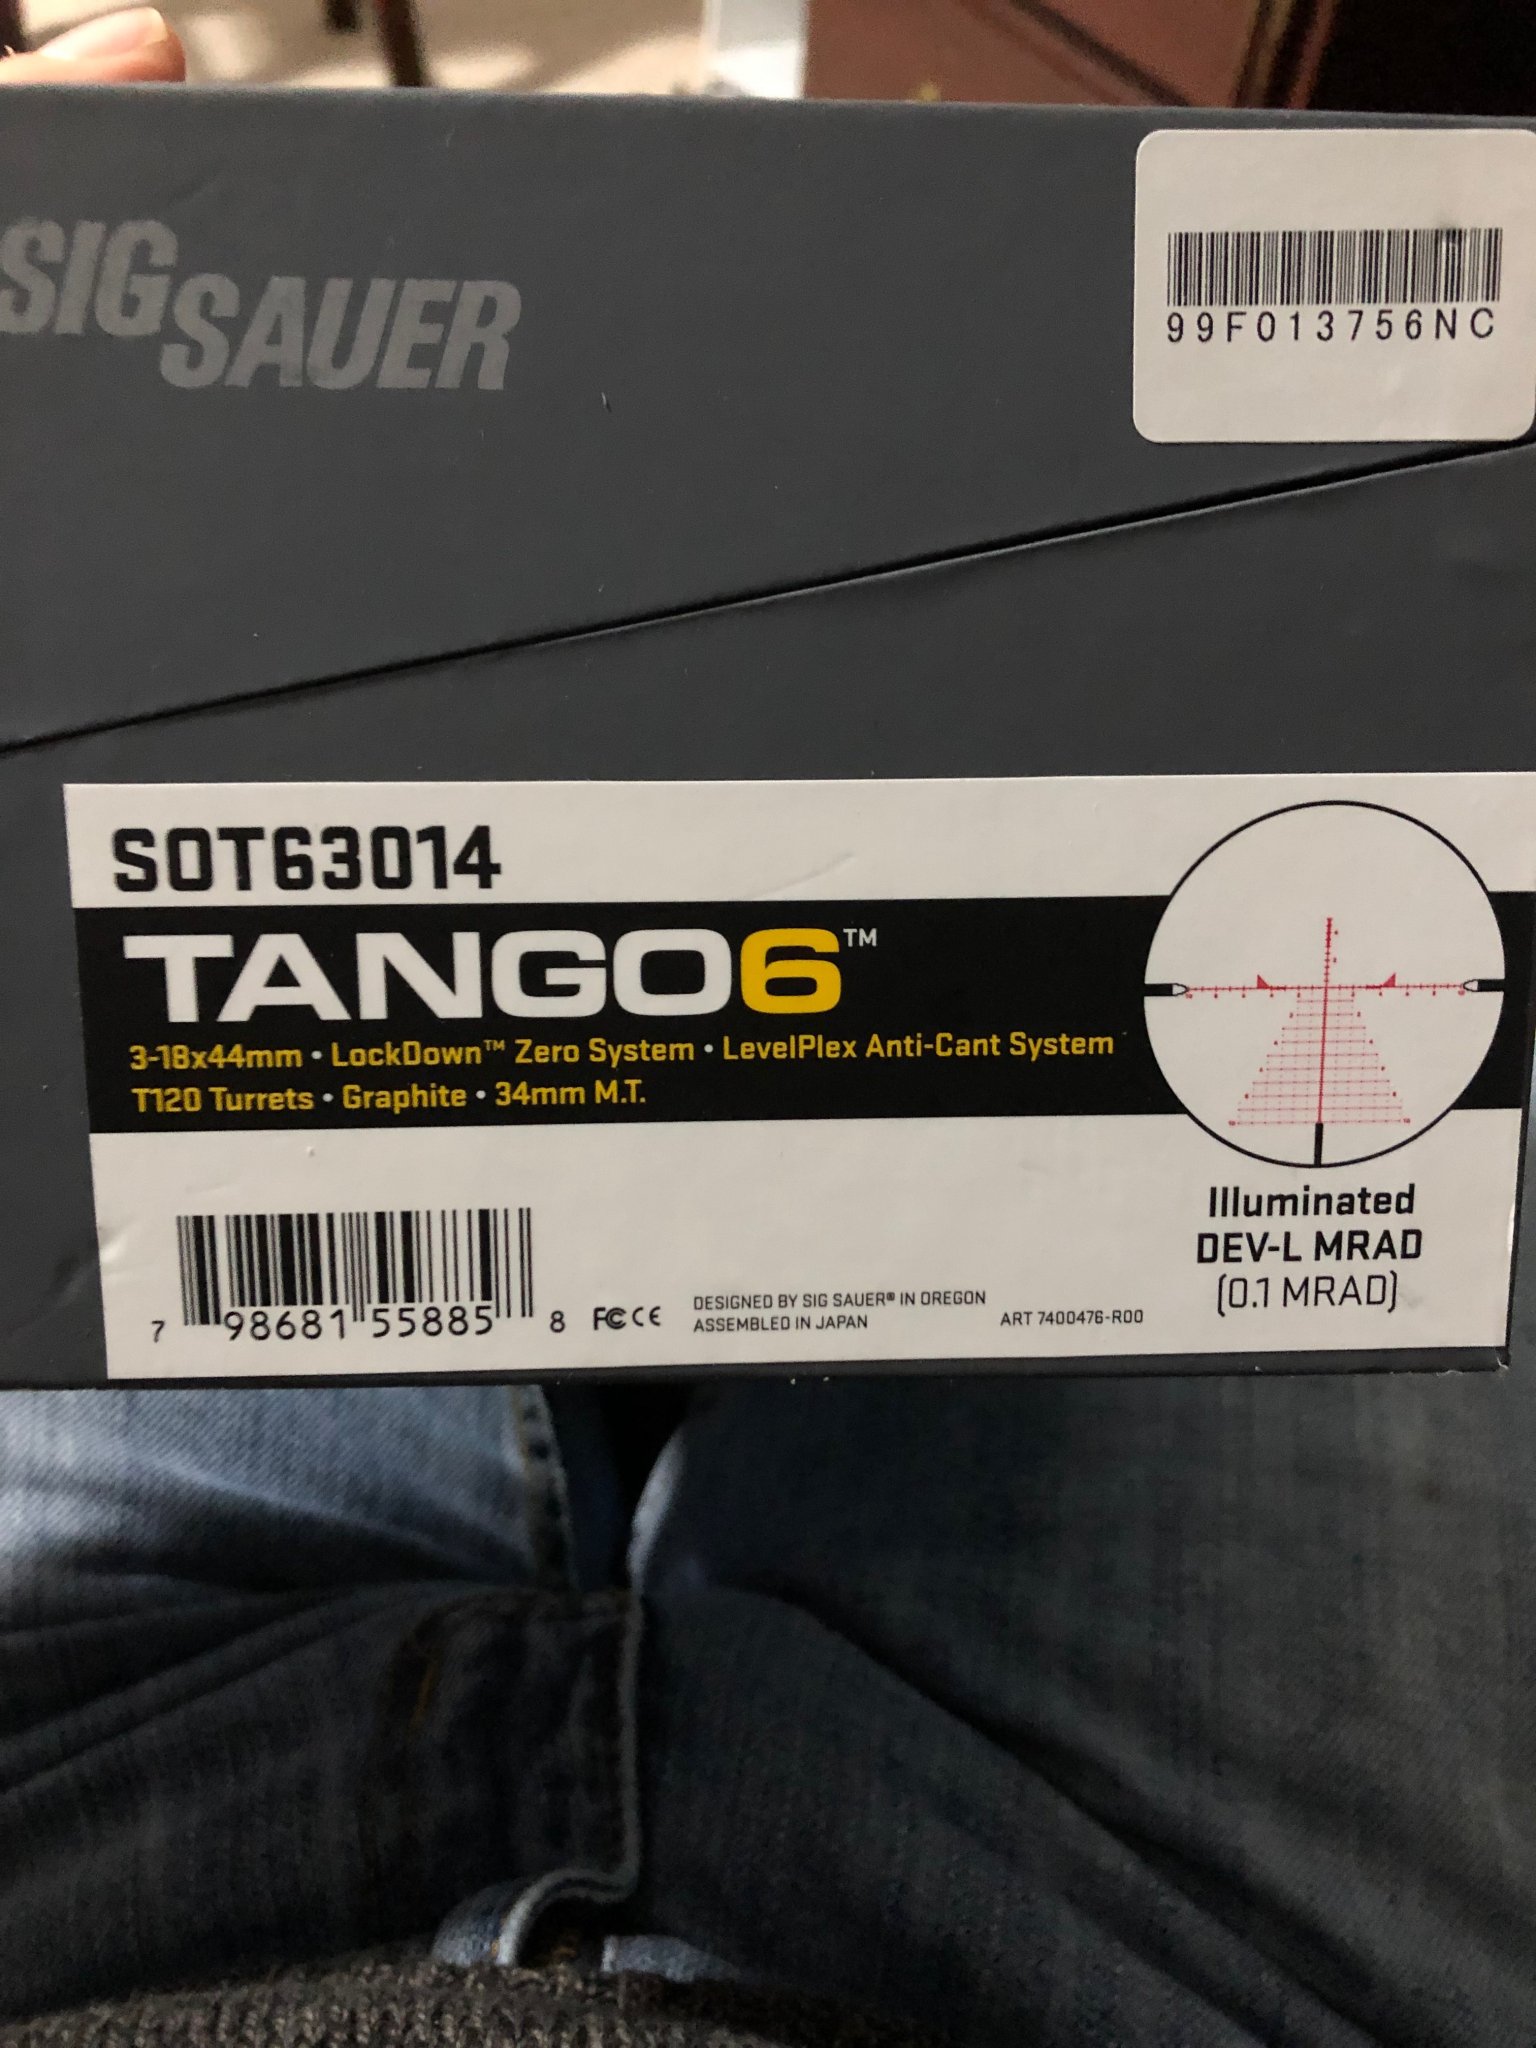 SIG SAUER
99F013756NC
SOT63014
TANGO6™
3-18x44mm • LockDown™ Zero System • LevelPlex Anti-Cant System
T120 Turrets • Graphite • 34mm M.T.
Illuminated
DEV-L MRAD
(0.1 MRAD)
7 98681 55885 8
FC CE
DESIGNED BY SIG SAUER® IN OREGON
ASSEMBLED IN JAPAN
ART 7400476-R00